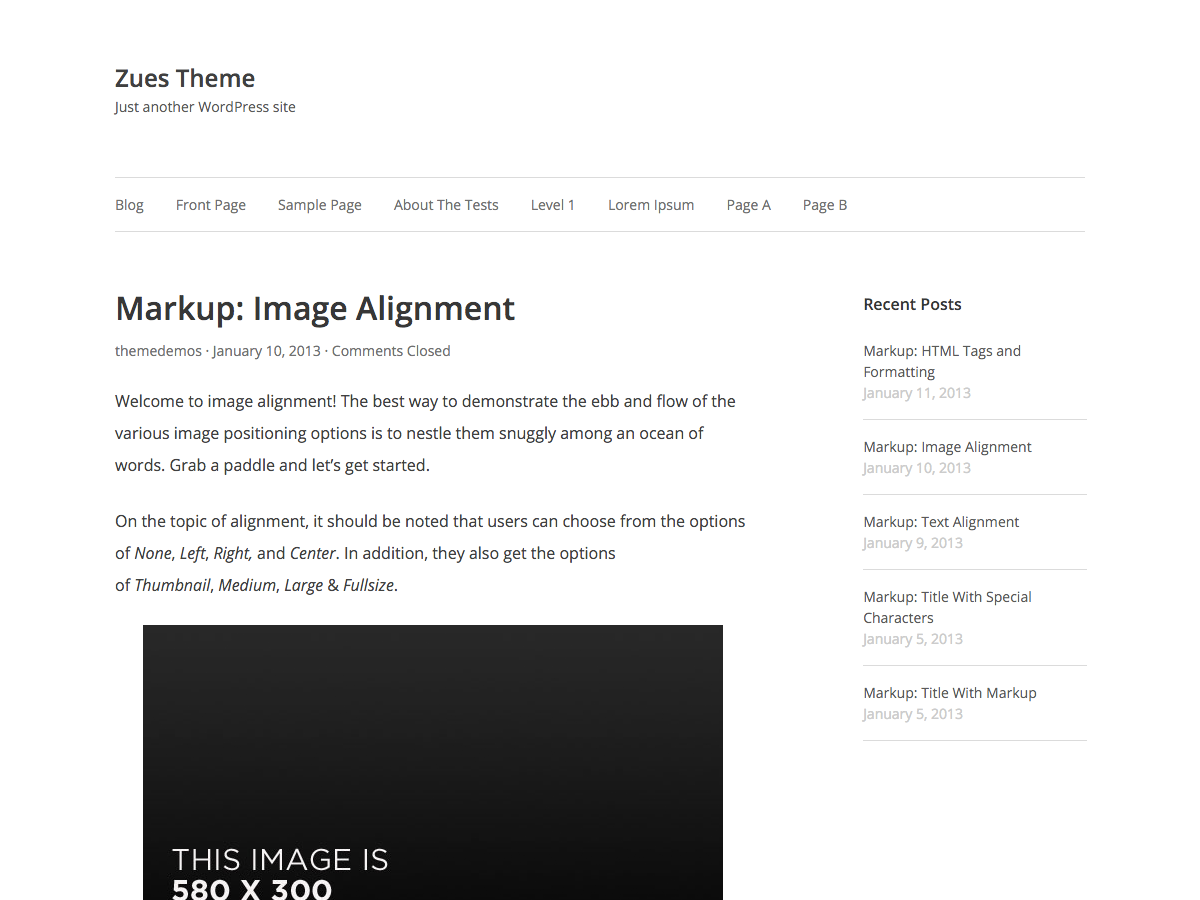 Zues Theme
Just another WordPress site
Blog Front Page Sample Page About The Tests Level 1 Lorem Ipsum Page A Page B
Markup: Image Alignment
themedemos · January 10, 2013 · Comments Closed
Welcome to image alignment! The best way to demonstrate the ebb and flow of the
various image positioning options is to nestle them snuggly among an ocean of
words. Grab a paddle and let’s get started.
On the topic of alignment, it should be noted that users can choose from the options
of None, Left, Right, and Center. In addition, they also get the options
of Thumbnail, Medium, Large & Fullsize.
THIS IMAGE IS
580 X 300
Recent Posts
Markup: HTML Tags and
Formatting
January 11, 2013
Markup: Image Alignment
January 10, 2013
Markup: Text Alignment
January 9, 2013
Markup: Title With Special
Characters
January 5, 2013
Markup: Title With Markup
January 5, 2013